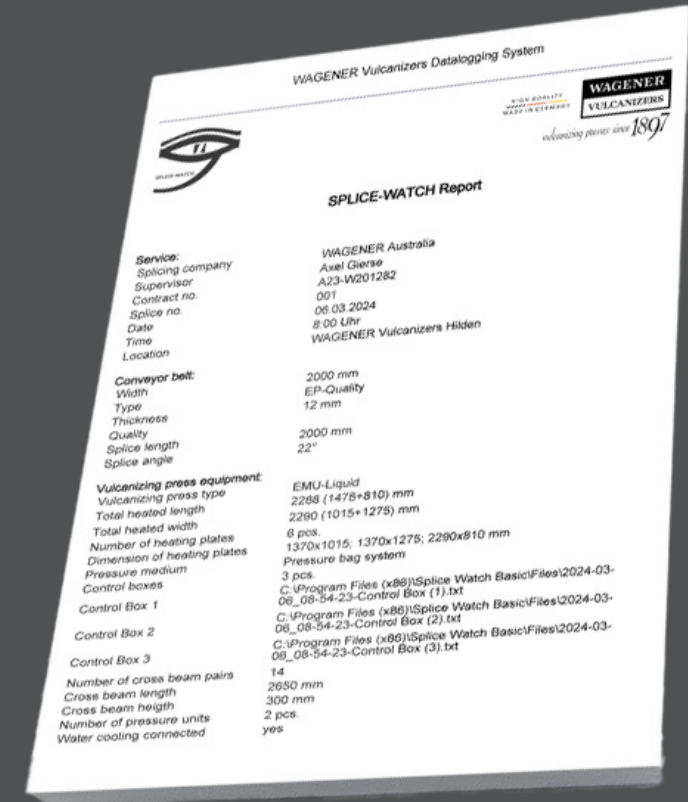 WAGENER Vulcanizers Datalogging System
HIGH QUALITY
MADE IN GERMANY
WAGENER
VULCANIZERS
vulcanizing presses since 1897
SPLICE-WATCH
SPLICE-WATCH Report
Service:
Splicing company WAGENER Australia
Supervisor Axel Gierse
Contract no. A23-W201282
Splice no. 001
Date 06.03.2024
Time 8:00 Uhr
Location WAGENER Vulcanizers Hilden
Conveyor belt:
Width 2000 mm
Type EP-Quality
Thickness 12 mm
Quality
Splice length 2000 mm
Splice angle 22°
Vulcanizing press equipment:
Vulcanizing press type EMU-Liquid
Total heated length 2288 (1478+810) mm
Total heated width 2290 (1015+1275) mm
Number of heating plates 6 pcs.
Dimension of heating plates 1370x1015; 1370x1275; 2290x810 mm
Pressure medium Pressure bag system
Control boxes 3 pcs.
Control Box 1 C:\Program Files (x86)\Splice Watch Basic\Files\2024-03-
06_08-54-23-Control Box (1).txt
Control Box 2 C:\Program Files (x86)\Splice Watch Basic\Files\2024-03-
06_08-54-23-Control Box (2).txt
Control Box 3 C:\Program Files (x86)\Splice Watch Basic\Files\2024-03-
06_08-54-23-Control Box (3).txt
Number of cross beam pairs 14
Cross beam length 2650 mm
Cross beam heigth 300 mm
Number of pressure units 2 pcs.
Water cooling connected yes